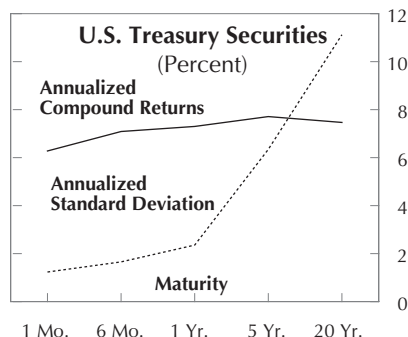 U.S. Treasury Securities
(Percent)
Annualized
Compound Returns
Annualized
Standard Deviation
Maturity
12
10
8
6
4
2
0
1 Mo. 6 Mo. 1 Yr. 5 Yr. 20 Yr.